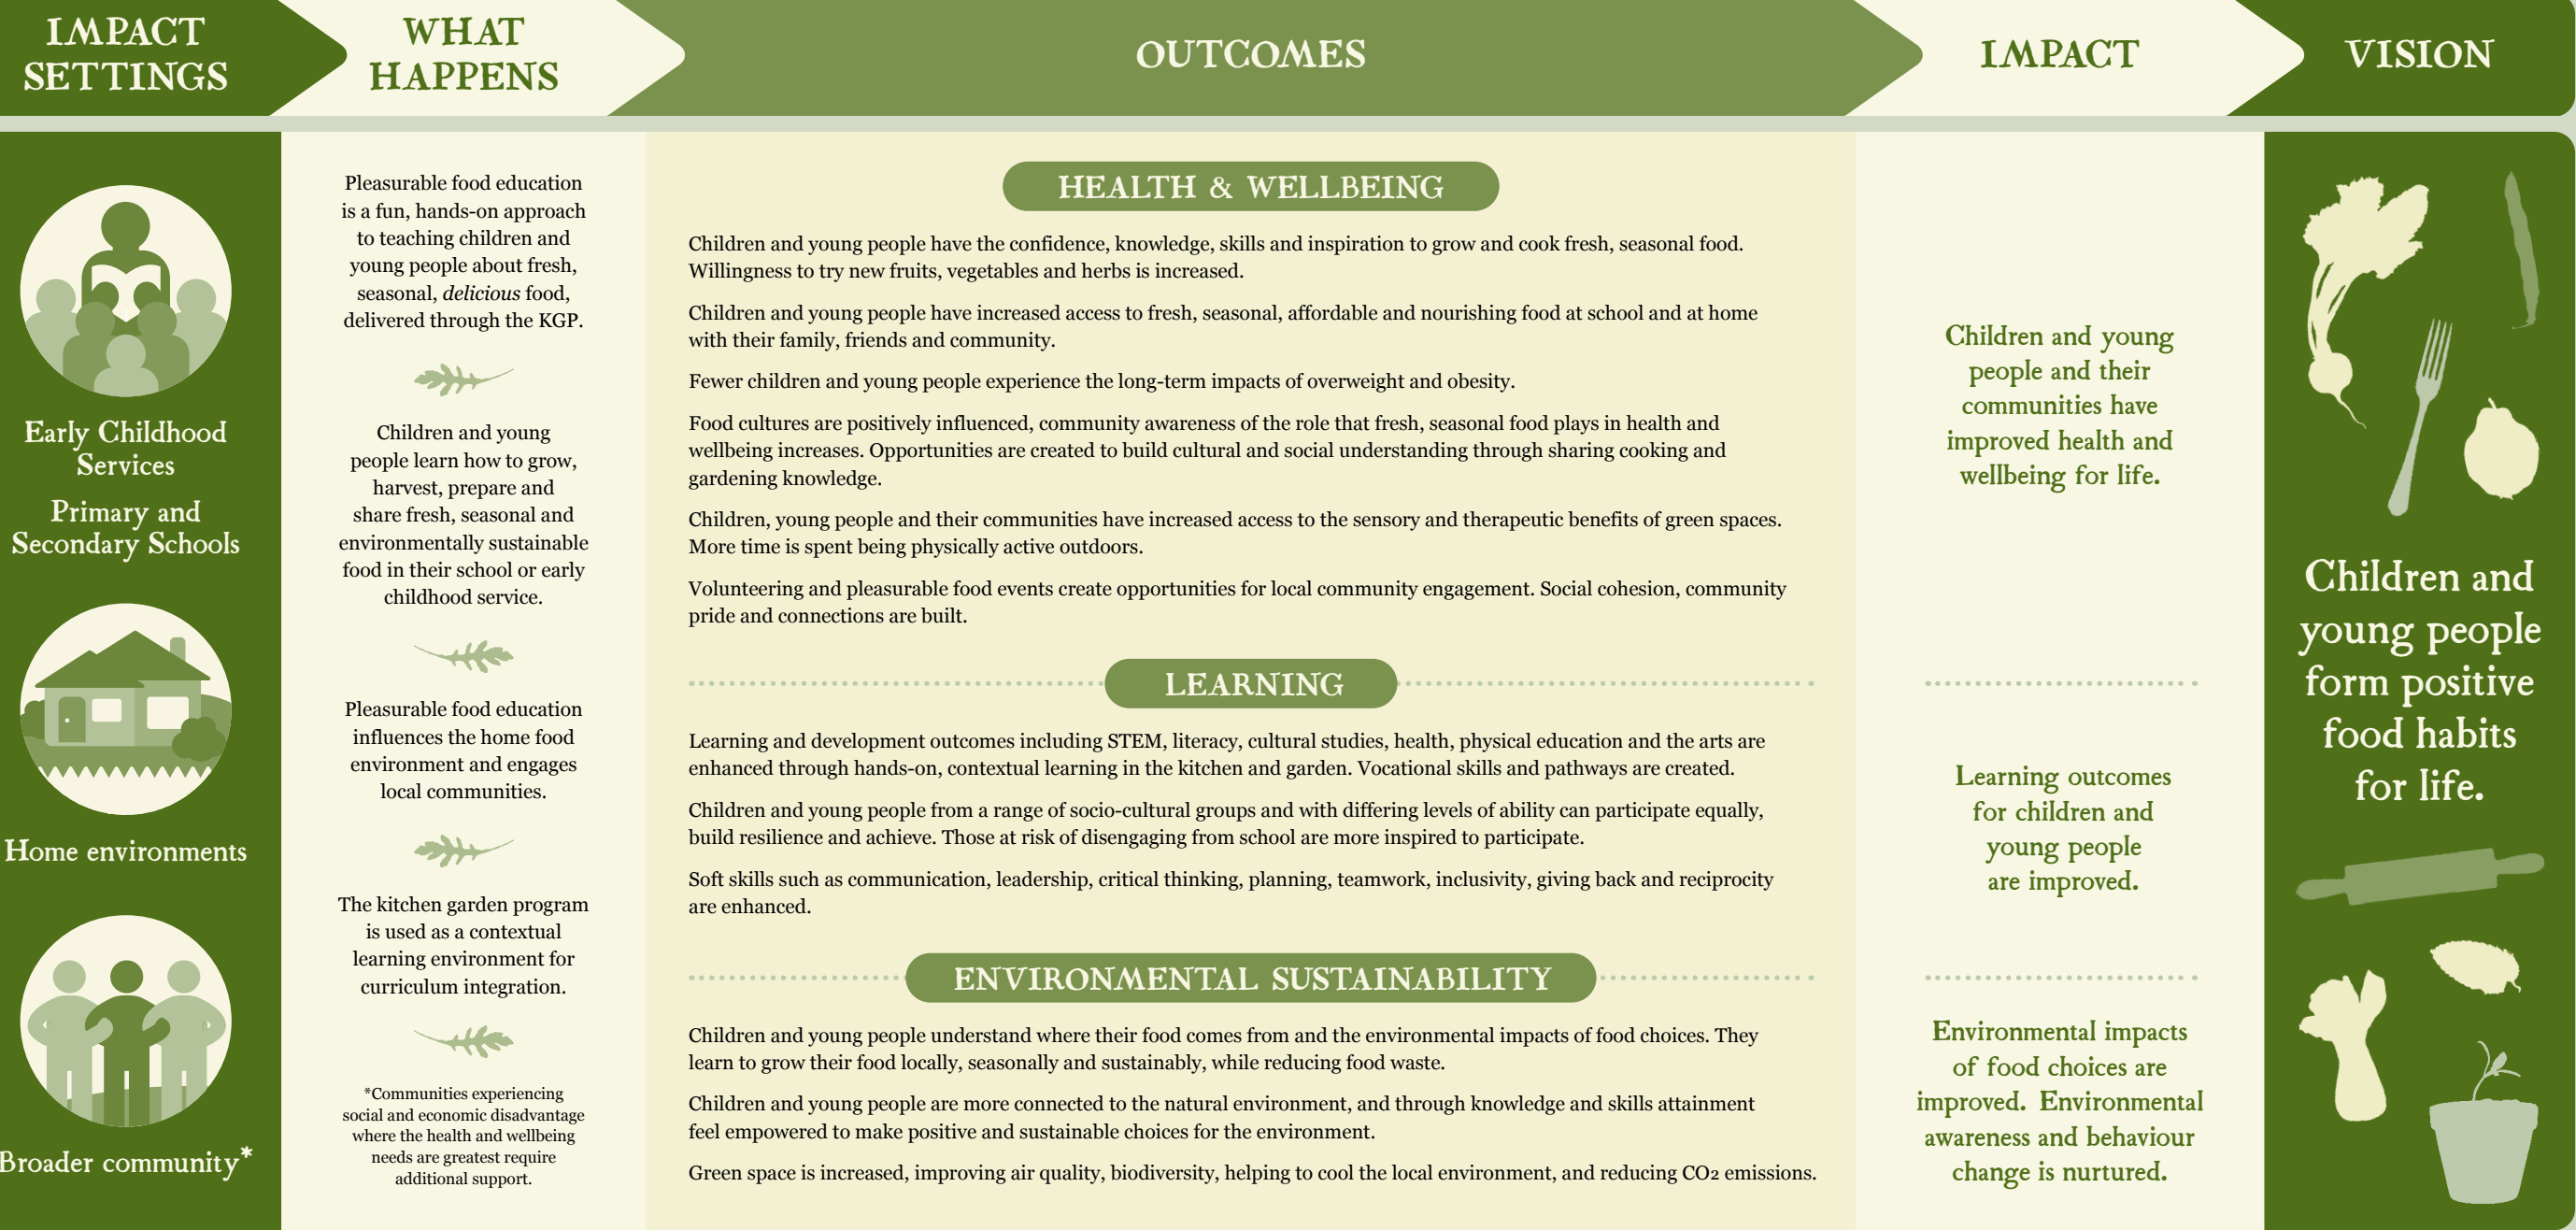 IMPACT
SETTINGS
WHAT
HAPPENS
OUTCOMES
IMPACT
VISION
Early Childhood
Services
Primary and
Secondary Schools
Home environments
Broader community*
Pleasurable food education
is a fun, hands-on approach
to teaching children and
young people about fresh,
seasonal, delicious food,
delivered through the KGP.
Children and young
people learn how to grow,
harvest, prepare and
share fresh, seasonal and
environmentally sustainable
food in their school or early
childhood service.
Pleasurable food education
influences the home food
environment and engages
local communities.
The kitchen garden program
is used as a contextual
learning environment for
curriculum integration.
*Communities experiencing
social and economic disadvantage
where the health and wellbeing
needs are greatest require
additional support.
HEALTH & WELLBEING
Children and young people have the confidence, knowledge, skills and inspiration to grow and cook fresh, seasonal food.
Willingness to try new fruits, vegetables and herbs is increased.
Children and young people have increased access to fresh, seasonal, affordable and nourishing food at school and at home
with their family, friends and community.
Fewer children and young people experience the long-term impacts of overweight and obesity.
Food cultures are positively influenced, community awareness of the role that fresh, seasonal food plays in health and
wellbeing increases. Opportunities are created to build cultural and social understanding through sharing cooking and
gardening knowledge.
Children, young people and their communities have increased access to the sensory and therapeutic benefits of green spaces.
More time is spent being physically active outdoors.
Volunteering and pleasurable food events create opportunities for local community engagement. Social cohesion, community
pride and connections are built.
LEARNING
Learning and development outcomes including STEM, literacy, cultural studies, health, physical education and the arts are
enhanced through hands-on, contextual learning in the kitchen and garden. Vocational skills and pathways are created.
Children and young people from a range of socio-cultural groups and with differing levels of ability can participate equally,
build resilience and achieve. Those at risk of disengaging from school are more inspired to participate.
Soft skills such as communication, leadership, critical thinking, planning, teamwork, inclusivity, giving back and reciprocity
are enhanced.
ENVIRONMENTAL SUSTAINABILITY
Children and young people understand where their food comes from and the environmental impacts of food choices. They
learn to grow their food locally, seasonally and sustainably, while reducing food waste.
Children and young people are more connected to the natural environment, and through knowledge and skills attainment
feel empowered to make positive and sustainable choices for the environment.
Green space is increased, improving air quality, biodiversity, helping to cool the local environment, and reducing CO2 emissions.
Children and young
people and their
communities have
improved health and
wellbeing for life.
Learning outcomes
for children and
young people
are improved.
Environmental impacts
of food choices are
improved. Environmental
awareness and behaviour
change is nurtured.
Children and
young people
form positive
food habits
for life.